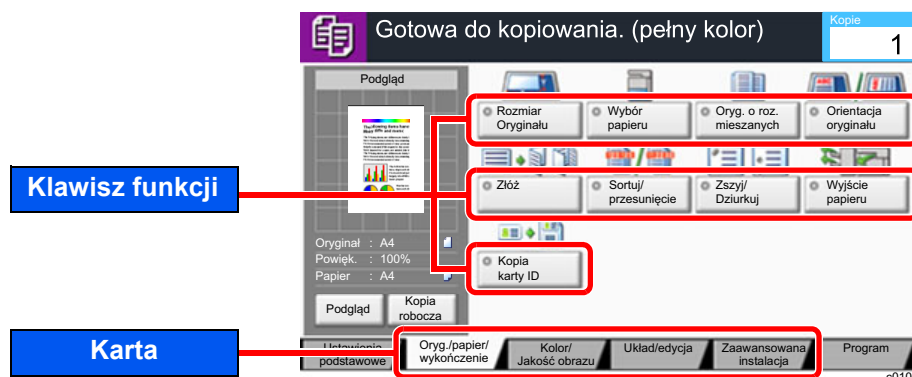 Gotowa do kopiowania. (pełny kolor)
Kopie
1
Podgląd
Rozmiar
Oryginału
Wybór
papieru
Oryg. o roz.
mieszanych
Orientacja
oryginału
Klawisz funkcji
Złóż
Sortuj/
przesunięcie
Zszyj/
Dziurkuj
Wyjście
papieru
Oryginał : A4
Powięk. : 100%
Papier : A4
Kopia
karty ID
Podgląd
Kopia
robocza
Karta
Ustawienia
podstawowe
Oryg./papier/
wykończenie
Kolor/
Jakość obrazu
Układ/edycja
Zaawansowana
instalacja
Program